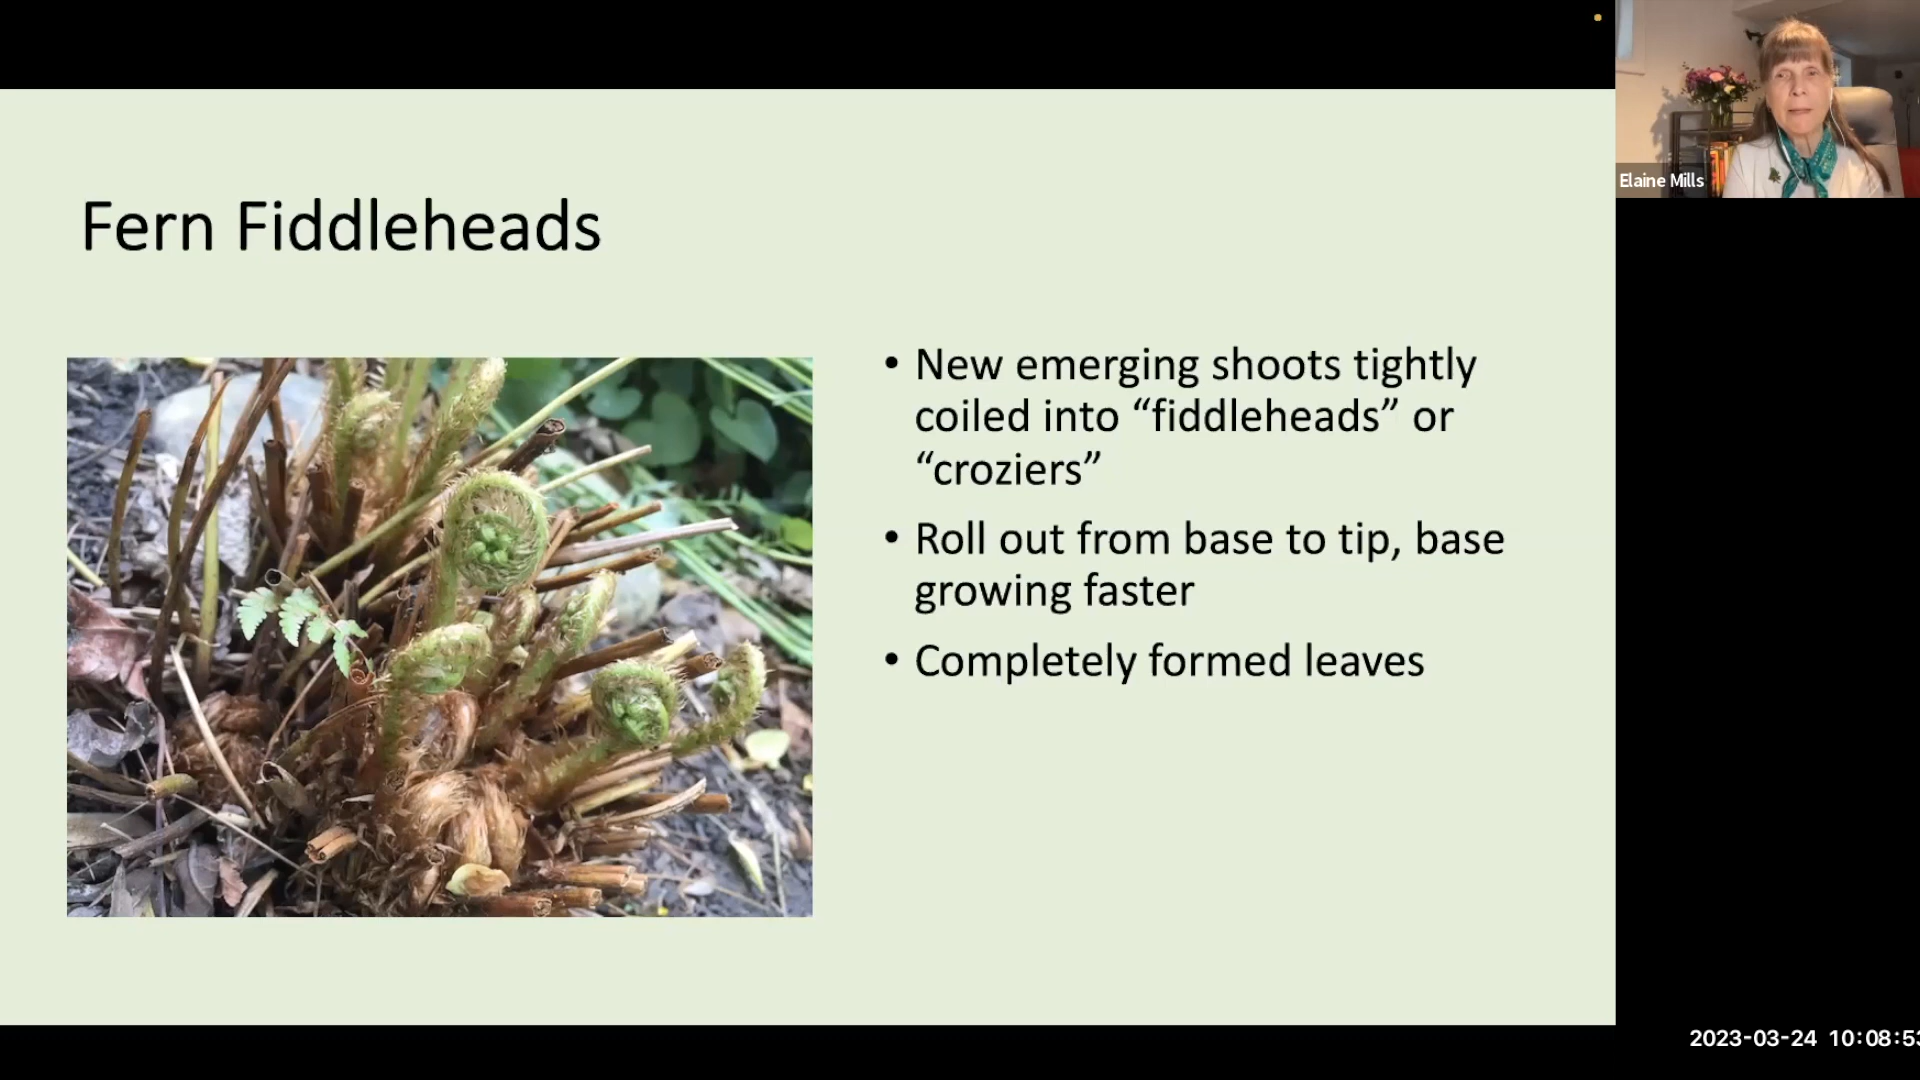 Elaine Mills
Fern Fiddleheads
• New emerging shoots tightly
coiled into “fiddleheads” or
“croziers”
• Roll out from base to tip, base
growing faster
• Completely formed leaves
2023-03-24 10:08:53